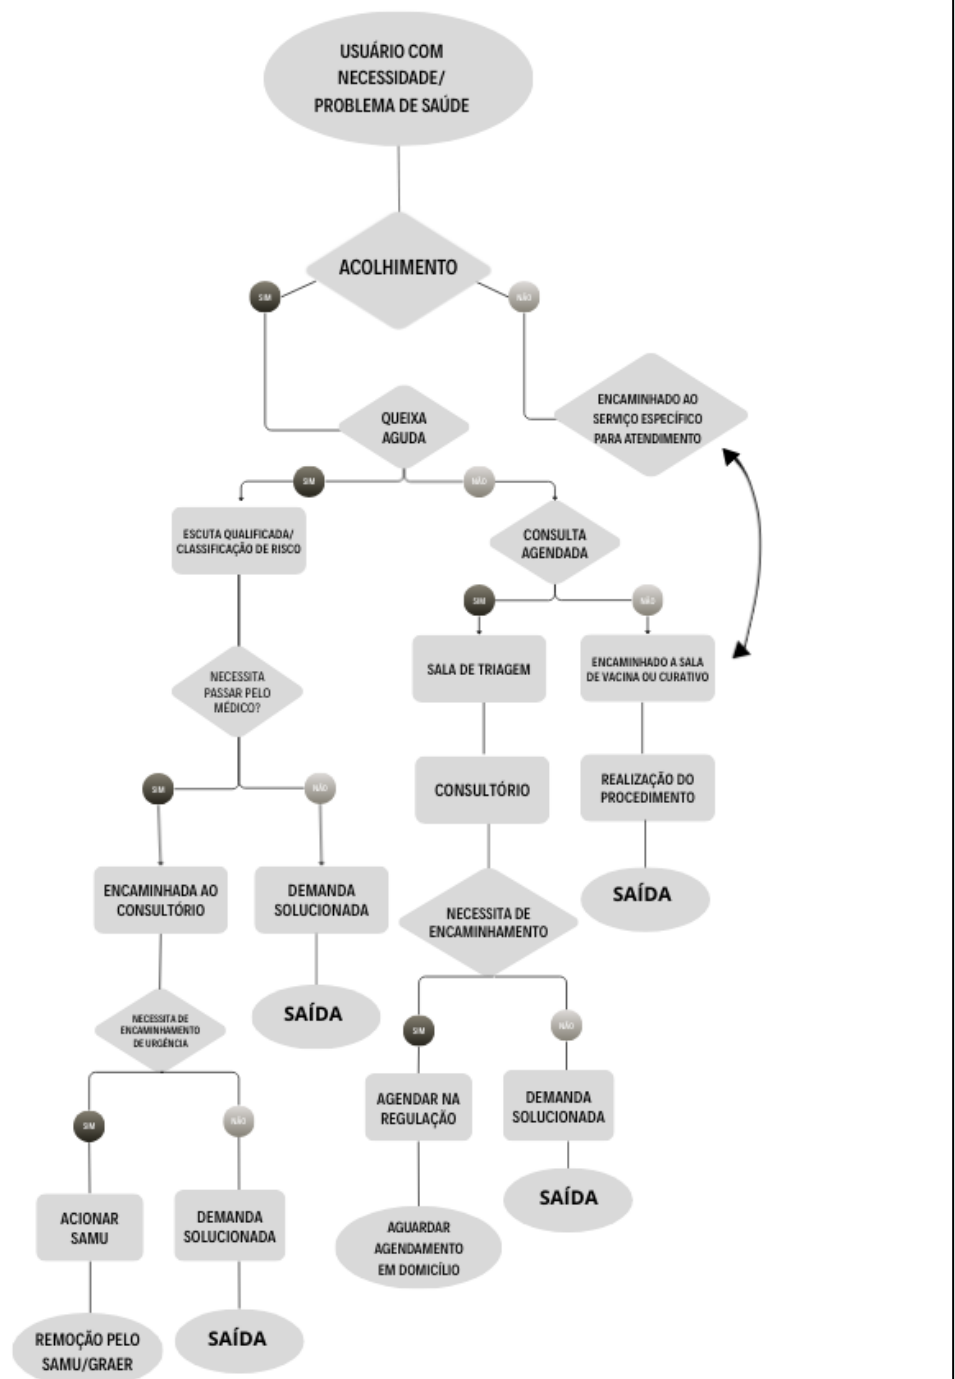 USUÁRIO COM
NECESSIDADE/
PROBLEMA DE SAÚDE
ACOLHIMENTO
SIM
NÃO
ENCAMINHADO AO
SERVIÇO ESPECÍFICO
PARA ATENDIMENTO
QUEIXA
AGUDA
SIM
NÃO
ESCUTA QUALIFICADA/
CLASSIFICAÇÃO DE RISCO
CONSULTA
AGENDADA
SIM
NÃO
SALA DE TRIAGEM
ENCAMINHADO A SALA
DE VACINA OU CURATIVO
NECESSITA
PASSAR PELO
MÉDICO?
SIM
NÃO
CONSULTÓRIO
REALIZAÇÃO DO
PROCEDIMENTO
ENCAMINHADA AO
CONSULTÓRIO
DEMANDA
SOLUCIONADA
NECESSITA DE
ENCAMINHAMENTO
SAÍDA
NECESSITA DE
ENCAMINHAMENTO
DE URGÊNCIA
SAÍDA
SIM
NÃO
SIM
NÃO
AGENDAR NA
REGULAÇÃO
DEMANDA
SOLUCIONADA
ACIONAR
SAMU
DEMANDA
SOLUCIONADA
AGUARDAR
AGENDAMENTO
EM DOMICÍLIO
SAÍDA
REMOÇÃO PELO
SAMU/GRAER
SAÍDA